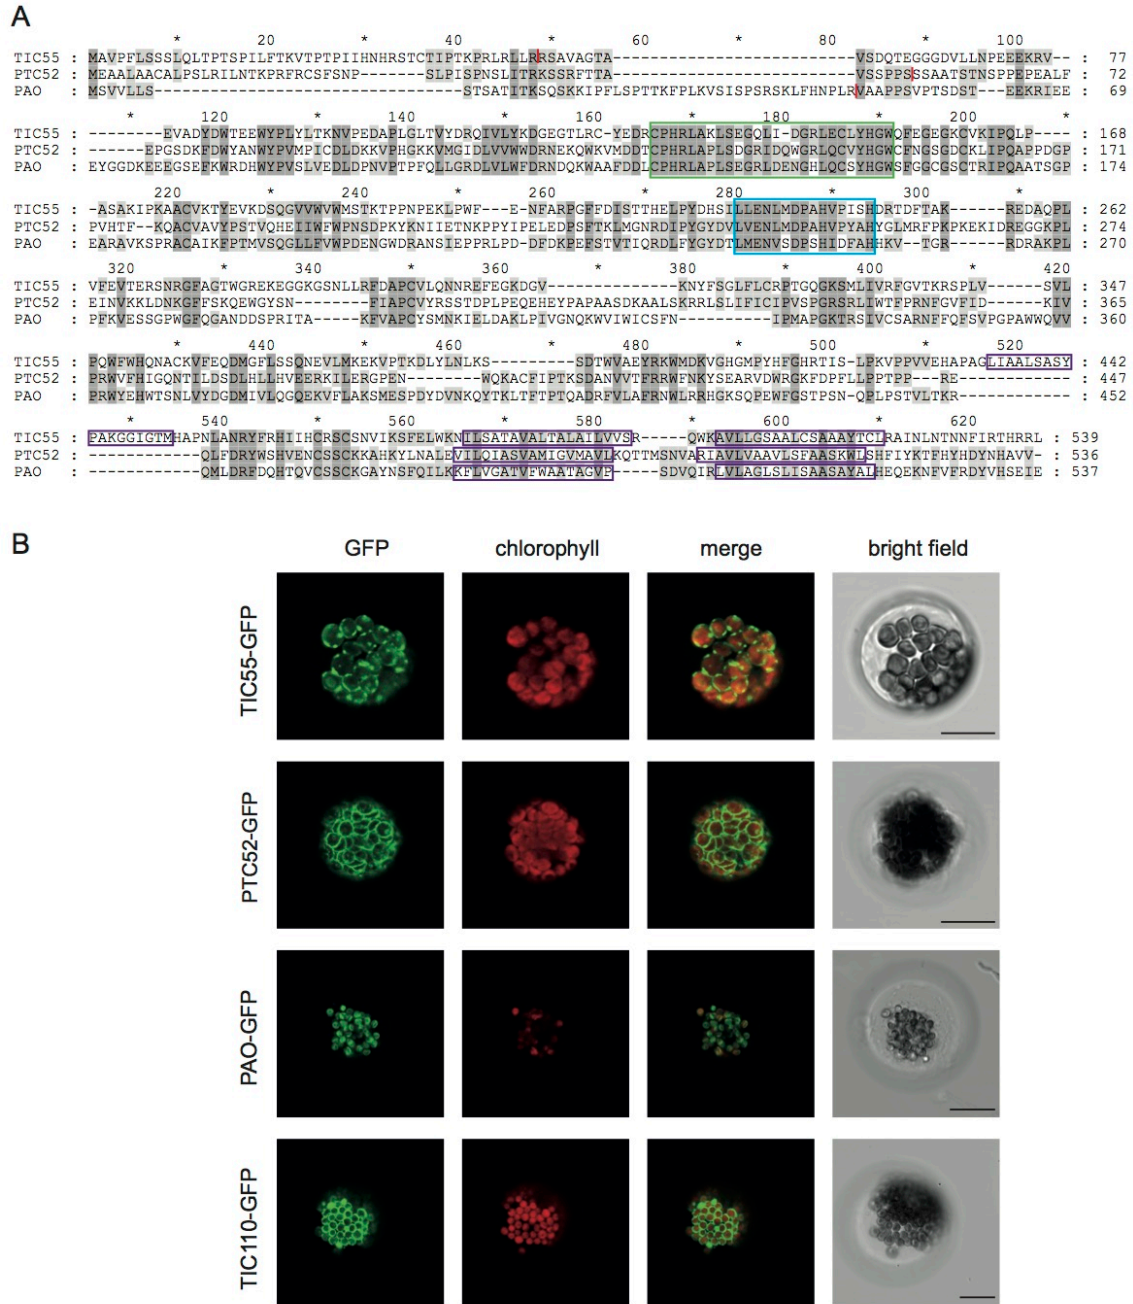 A
* 20 * 40 * 60 * 80 * 100
TIC55 : MAVPFLSSSLQLTPTSPILFTKVTPTPIIHNHRSTCTIPTKPRLRLLRRSAVAGTA--------------------------VSDQTEGGGDVLLNPEEEKRV-- : 77
PTC52 : MEAALAACALPSLRILNTKPRFRCSFSNP-------SLPISPNSLITRKSSRFTTA--------------------------VSSPPSSSAATSTNSPPEPEALF : 72
PAO : MSVVLLS-----------------------------STSATITKSQSKKIPFLSPTTKFPLKVSISPSRSKLFHNPLRVAAPPSVPTSDST---EEKRIEE : 69
* 120 * 140 * 160 * 180 * 200 *
TIC55 : --------EVADYDWTEEWYPLYLTKNVPEDAPLGLTVYDRQIVLYKDGEGTLRC-YEDRCPHRLAKLSEGQLI-DGRLECLYHGWQFEGEGKCVKIPQLP---- : 168
PTC52 : ------EPGSDKFDWYANWYPVMPICDLDKKVPHGKKVMGIDLVVWWDRNEKQWKVMDDTCPHRLAPLSDGRIDQWGRLQCVYHGWCFNGSGDCKLIPQAPPDGP : 171
PAO : EYGGDKEEEGSEFKWRDHWYPVSLVEDLDPNVPTPFQLLGRDLVLWFDRNDQKWAAFDDLCPHRLAPLSEGRLDENGHLQCSYHGWSFGGCGSCTRIPQAATSGP : 174
220 * 240 * 260 * 280 * 300 *
TIC55 : -ASAKIPKAACVKTYEVKDSQGVVWVWMSTKTPPNPEKLPWF--E-NFARPGFFDISTTHELPYDHSILLENLMDPAHVPISHDRTDFTAK-----REDAQPL : 262
PTC52 : PVHTF-KQACVAVYPSTVQHEIIWFWPNSDPKYKNIIETNKPPYIPELEDPSFTKLMGNRDIPYGYDVLVENLMDPAHVPYAHYGLMRFPKPKEKIDREGGKPL : 274
PAO : EARAVKSPRACAIKFPTMVSQGLLFVWPDENGWDRANSIEPPRLPD-DFDKPEFSTVTIQRDLFYGYDTLMENVSDPSHIDFAHHKV--TGR----RDRAKPL : 270
320 * 340 * 360 * 380 * 400 * 420
TIC55 : VFEVTERSNRGFAGTWGREKEGGKGSNLLRFDAPCVLQNNREFEGKDGV-------------KNYFSGLFLCRPTGQGKSMLIVRFGVTKRSPLV-----SVL : 347
PTC52 : EINVKKLDNKGFFSKQEWGYSN--------FDAPCVYRSSTDPLPEQEHEYPAPAASDKAALSKRRLSLIFICIPVSPGRSRLIWTFPRNFGVFID-----KIV : 365
PAO : PFKVESSGPWGFQGANDDSPRITA------KFVAPCYSMNKIELDAKLPIVGNQKWVIWICSFN-----------IPMAPGKTRSIVCSARNFFQFSVPGPAWWQVV : 360
* 440 * 460 * 480 * 500 * 520
TIC55 : PQWFWHQNACKVFEQDMGFLSSQNEVLMKEKVPTKDLYLNLKS---------SDTWVAEYRKWMDKVGHGMPYHFGHRTIS-LPKVPPVVEHAPAGLIAALSASY : 442
PTC52 : PRWVFHIGQNTILDSDLHLLHVEERKILERGPEN--------WQKACFIPTKSDANVVTFRRWFNKYSEARVDWRGKFDPFLLPPTPP--RE------------- : 447
PAO : PRWYEHWTSNLVYDGDMIVLQGQEKVFLAKSMESPDYDVNKQYTKLTFTPTQADRFVLAFRNWLRRHGKSQPEWFGSTPSNQPLPSTVLTKR------------- : 452
* 540 * 560 * 580 * 600 * 620
TIC55 : PAKGGIGTMHAPNLANRYFRHIIHCRSCSNVIKSFELWKNILSATAVALTALAILVVSR-----QWKAVLLGSAALCSAAAYTCLRAINLNTNNFIRTHRRLL : 539
PTC52 : ------------QLFDRYWSHVENCSSCKKAHKYLNALEVILQIASVAMIGVMAVLKQTTMSNVARIAVLVAAVLSFAASKWLSHFIYKTFHYHDYNHAVV- : 536
PAO : ------------QMLDRFDQHTQVCSSCKGAYNSFQILKKFLVGATVFWAATAGVP-----SDVQIRLVLAGLSLISAASAYALHEQEKNFVFRDYVHSEIE : 537
B
GFP chlorophyll merge bright field
TIC55-GFP
PTC52-GFP
PAO-GFP
TIC110-GFP